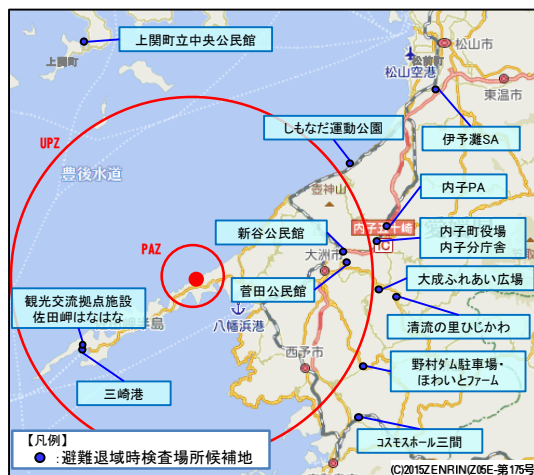 上関町立中央公民館
上関町
松山市
松前町
松山空港
東温市
伊予灘SA
しもなだ運動公園
UPZ
豊後水道
壺神山
内子PA
内子五十崎
IC
新谷公民館
大洲市
内子町役場
内子分庁舎
PAZ
菅田公民館
大成ふれあい広場
観光交流拠点施設
佐田岬はなはな
八幡浜港
清流の里ひじかわ
西予市
野村ダム駐車場・
ほわいとファーム
三崎港
コスモスホール三間
【凡例】
:避難退域時検査場所候補地
(C)2015ZENRIN(Z05E-第175号)